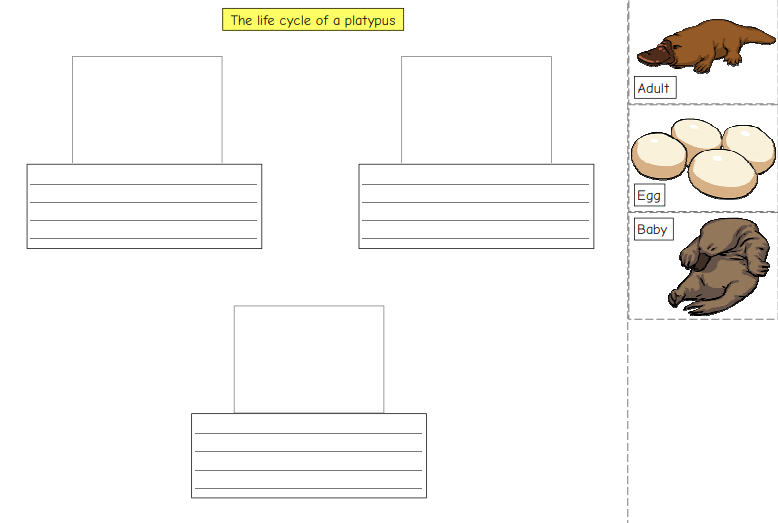 The life cycle of a platypus
Adult
Egg
Baby